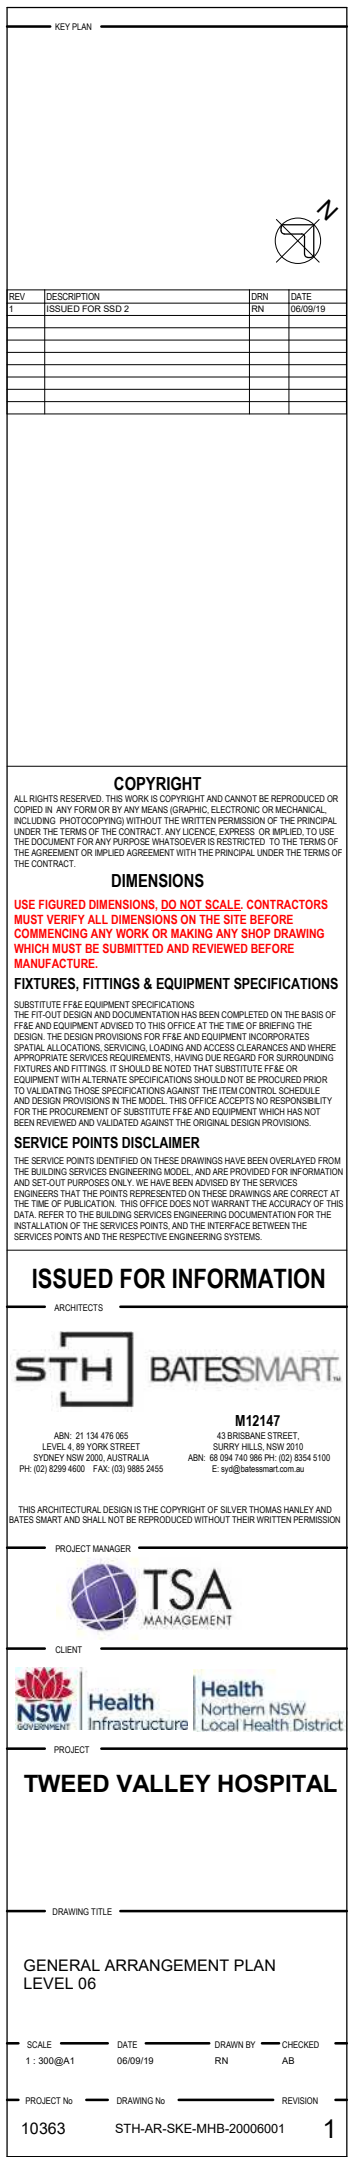 KEY PLAN
N
REV DESCRIPTION DRN DATE
1 ISSUED FOR SSD 2 RN 06/09/19
COPYRIGHT
ALL RIGHTS RESERVED. THIS WORK IS COPYRIGHT AND CANNOT BE REPRODUCED OR
COPIED IN ANY FORM OR BY ANY MEANS (GRAPHIC, ELECTRONIC OR MECHANICAL,
INCLUDING PHOTOCOPYING) WITHOUT THE WRITTEN PERMISSION OF THE PRINCIPAL
UNDER THE TERMS OF THE CONTRACT. ANY LICENCE, EXPRESS OR IMPLIED, TO USE
THE DOCUMENT FOR ANY PURPOSE WHATSOEVER IS RESTRICTED TO THE TERMS OF
THE AGREEMENT OR IMPLIED AGREEMENT WITH THE PRINCIPAL UNDER THE TERMS OF
THE CONTRACT.
DIMENSIONS
USE FIGURED DIMENSIONS, DO NOT SCALE. CONTRACTORS
MUST VERIFY ALL DIMENSIONS ON THE SITE BEFORE
COMMENCING ANY WORK OR MAKING ANY SHOP DRAWING
WHICH MUST BE SUBMITTED AND REVIEWED BEFORE
MANUFACTURE.
FIXTURES, FITTINGS & EQUIPMENT SPECIFICATIONS
SUBSTITUTE FF&E EQUIPMENT SPECIFICATIONS
THE FIT-OUT DESIGN AND DOCUMENTATION HAS BEEN COMPLETED ON THE BASIS OF
FF&E AND EQUIPMENT ADVISED TO THIS OFFICE AT THE TIME OF BRIEFING THE
DESIGN. THE DESIGN PROVISIONS FOR FF&E AND EQUIPMENT INCORPORATES
SPATIAL ALLOCATIONS, SERVICING, LOADING AND ACCESS CLEARANCES AND WHERE
APPROPRIATE SERVICES REQUIREMENTS, HAVING DUE REGARD FOR SURROUNDING
FIXTURES AND FITTINGS. IT SHOULD BE NOTED THAT SUBSTITUTE FF&E OR
EQUIPMENT WITH ALTERNATE SPECIFICATIONS SHOULD NOT BE PROCURED PRIOR
TO VALIDATING THOSE SPECIFICATIONS AGAINST THE ITEM CONTROL SCHEDULE
AND DESIGN PROVISIONS IN THE MODEL. THIS OFFICE ACCEPTS NO RESPONSIBILITY
FOR THE PROCUREMENT OF SUBSTITUTE FF&E AND EQUIPMENT WHICH HAS NOT
BEEN REVIEWED AND VALIDATED AGAINST THE ORIGINAL DESIGN PROVISIONS.
SERVICE POINTS DISCLAIMER
THE SERVICE POINTS IDENTIFIED ON THESE DRAWINGS HAVE BEEN OVERLAYED FROM
THE BUILDING SERVICES ENGINEERING MODEL, AND ARE PROVIDED FOR INFORMATION
AND SET-OUT PURPOSES ONLY. WE HAVE BEEN ADVISED BY THE SERVICES
ENGINEERS THAT THE POINTS REPRESENTED ON THESE DRAWINGS ARE CORRECT AT
THE TIME OF PUBLICATION. THIS OFFICE DOES NOT WARRANT THE ACCURACY OF THIS
DATA. REFER TO THE BUILDING SERVICES ENGINEERING DOCUMENTATION FOR THE
INSTALLATION OF THE SERVICES POINTS, AND THE INTERFACE BETWEEN THE
SERVICES POINTS AND THE RESPECTIVE ENGINEERING SYSTEMS.
ISSUED FOR INFORMATION
ARCHITECTS
STH
ABN: 21 134 476 065
LEVEL 4, 89 YORK STREET
SYDNEY NSW 2000, AUSTRALIA
PH: (02) 8299 4600 FAX: (03) 9885 2455
BATESSMART.™
M12147
43 BRISBANE STREET,
SURRY HILLS, NSW 2010
ABN: 68 094 740 986 PH: (02) 8354 5100
E: syd@batessmart.com.au
THIS ARCHITECTURAL DESIGN IS THE COPYRIGHT OF SILVER THOMAS HANLEY AND
BATES SMART AND SHALL NOT BE REPRODUCED WITHOUT THEIR WRITTEN PERMISSION
PROJECT MANAGER
TSA
MANAGEMENT
CLIENT
NSW
GOVERNMENT
Health
Infrastructure
Health
Northern NSW
Local Health District
PROJECT
TWEED VALLEY HOSPITAL
DRAWING TITLE
GENERAL ARRANGEMENT PLAN
LEVEL 06
SCALE DATE DRAWN BY CHECKED
1 : 300@A1 06/09/19 RN AB
PROJECT No DRAWING No REVISION
10363 STH-AR-SKE-MHB-20006001 1